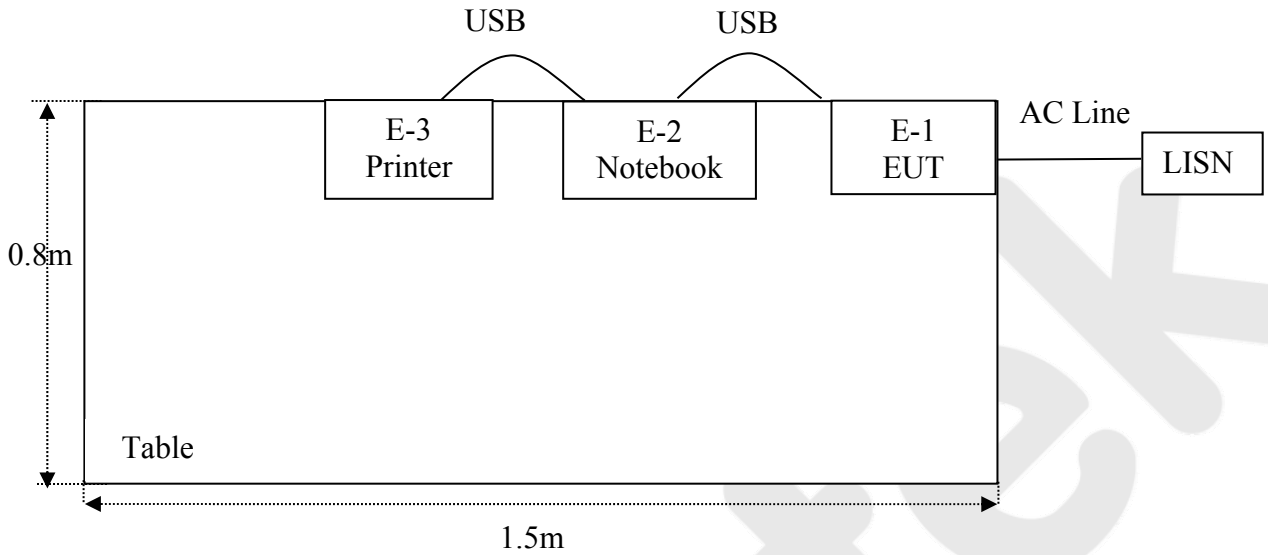 USB
USB
E-3
Printer
E-2
Notebook
E-1
EUT
AC Line
LISN
0.8m
Table
1.5m